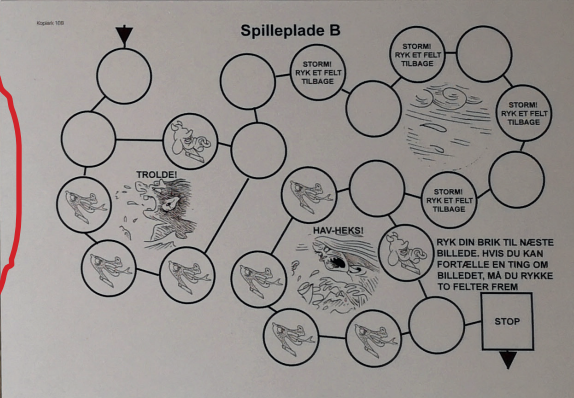 Kopiark 108
Spilleplade B
STORM!
RYK ET FELT
TILBAGE
STORM!
RYK ET FELT
TILBAGE
STORM!
RYK ET FELT
TILBAGE
TROLDE!
STORM!
RYK ET FELT
TILBAGE
HAV-HEKS!
RYK DIN BRIK TIL NÆSTE
BILLEDE. HVIS DU KAN
FORTÆLLE EN TING OM
BILLEDET, MÅ DU RYKKE
TO FELTER FREM
STOP